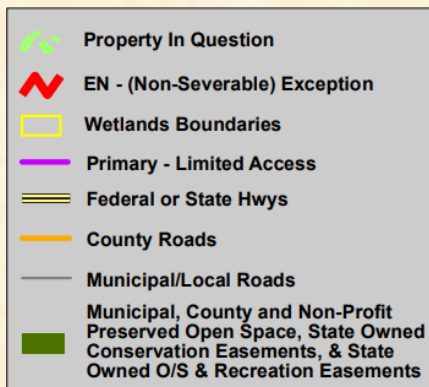 Property In Question
EN - (Non-Severable) Exception
Wetlands Boundaries
Primary - Limited Access
Federal or State Hwys
County Roads
Municipal/Local Roads
Municipal, County and Non-Profit
Preserved Open Space, State Owned
Conservation Easements, & State
Owned O/S & Recreation Easements